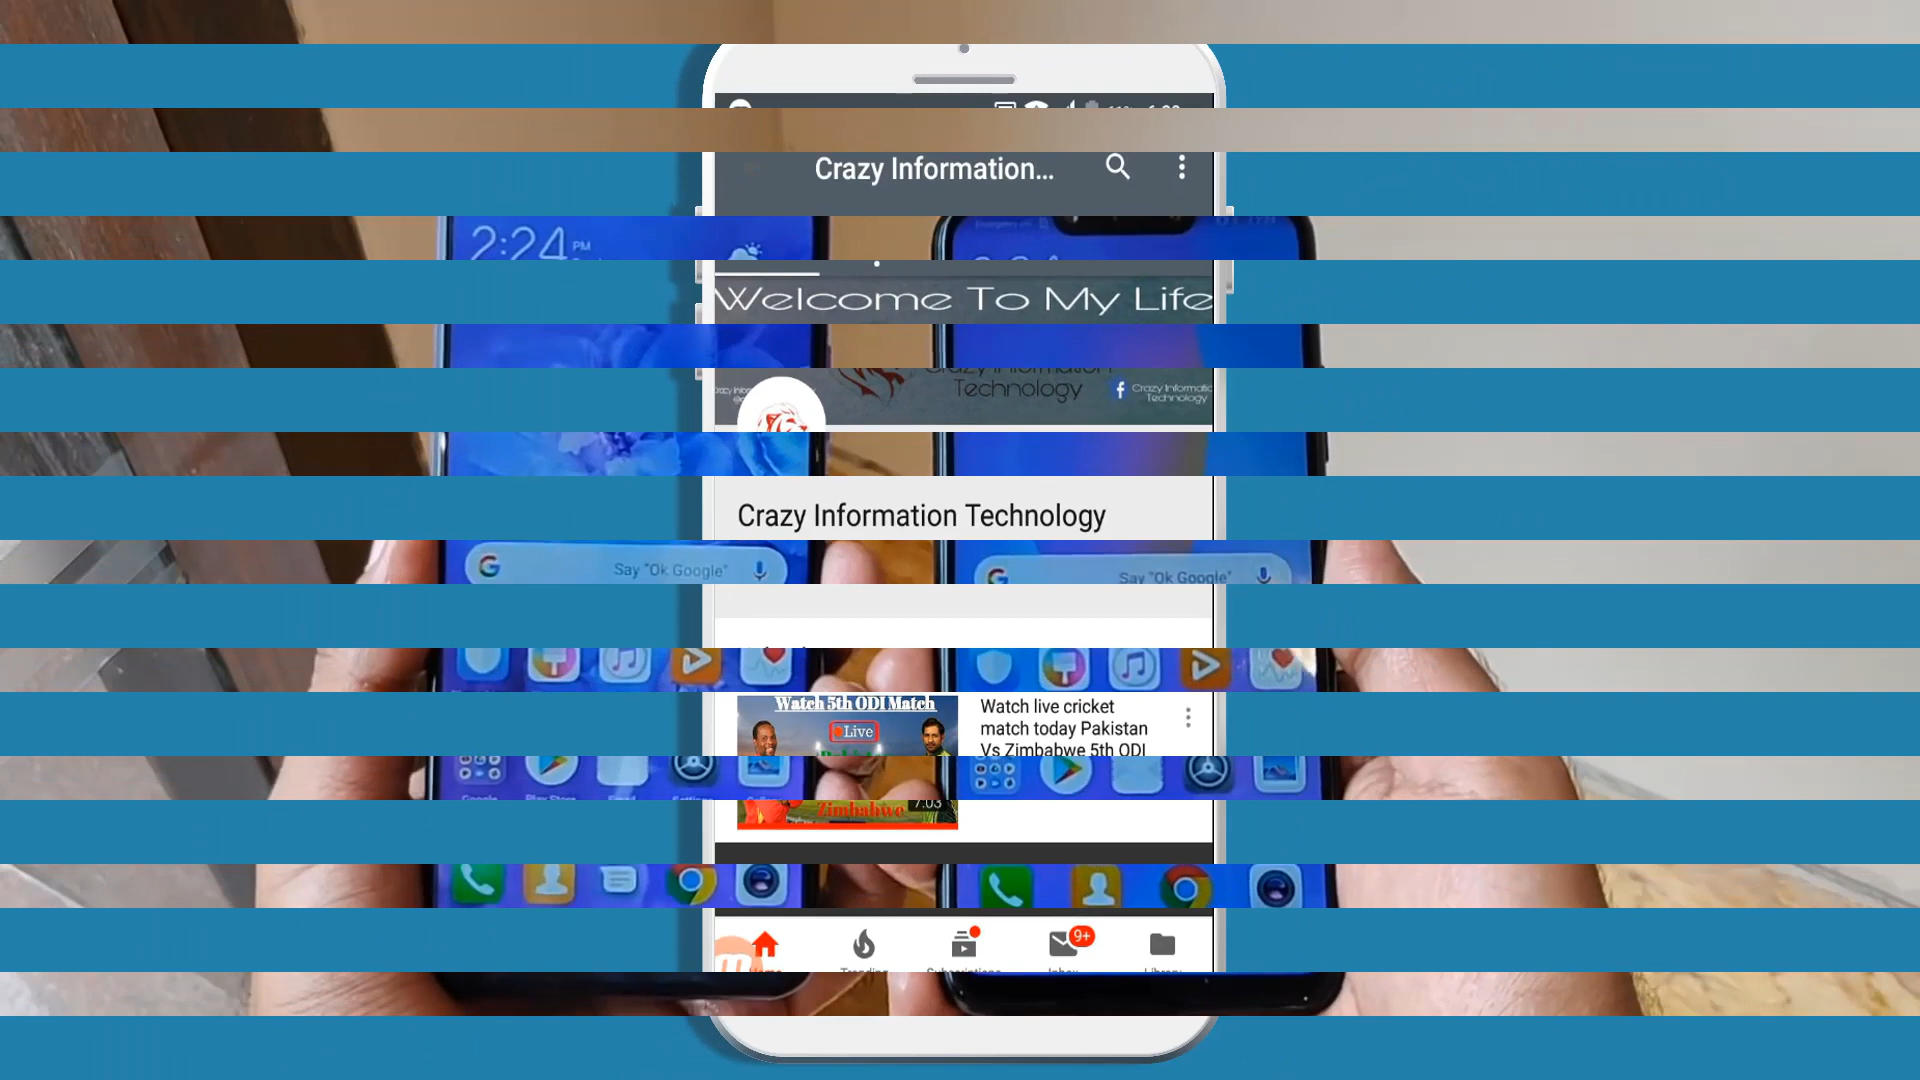 Crazy Information...
2:24 PM
Welcome To My Life
Technology
Crazy Informatic
Technology
Crazy Information Technology
Say "Ok Google"
Say "Ok Google"
Watch 5th ODI Match
Live
Watch live cricket
match today Pakistan
Vs Zimbabwe 5th ODI
Zimbabwe
7:03
9+